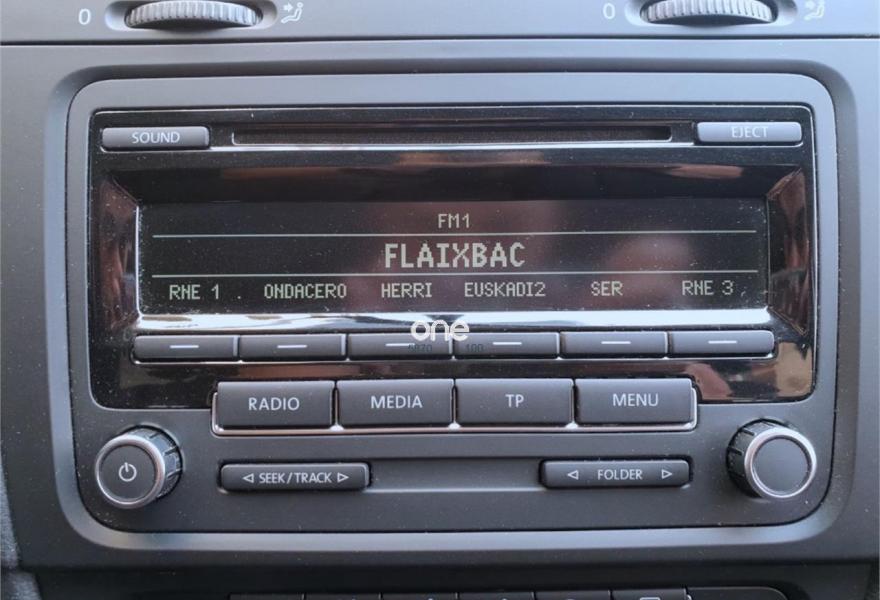 0 0
SOUND EJECT
FM1
FLAIXBAC
RNE 1 . ONDACERO HERRI EUSKADI2 SER RNE 3
one
RADIO MEDIA TP MENU
SEEK / TRACK FOLDER